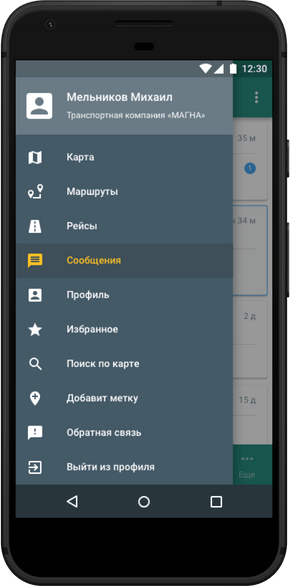 12:30
Мельников Михаил
Транспортная компания «МАГНА»
35 м
Карта
1
Маршруты
34 м
Рейсы
Сообщения
Профиль
2 д
Избранное
Поиск по карте
Добавит метку
15 д
Обратная связь
Выйти из профиля
Еще